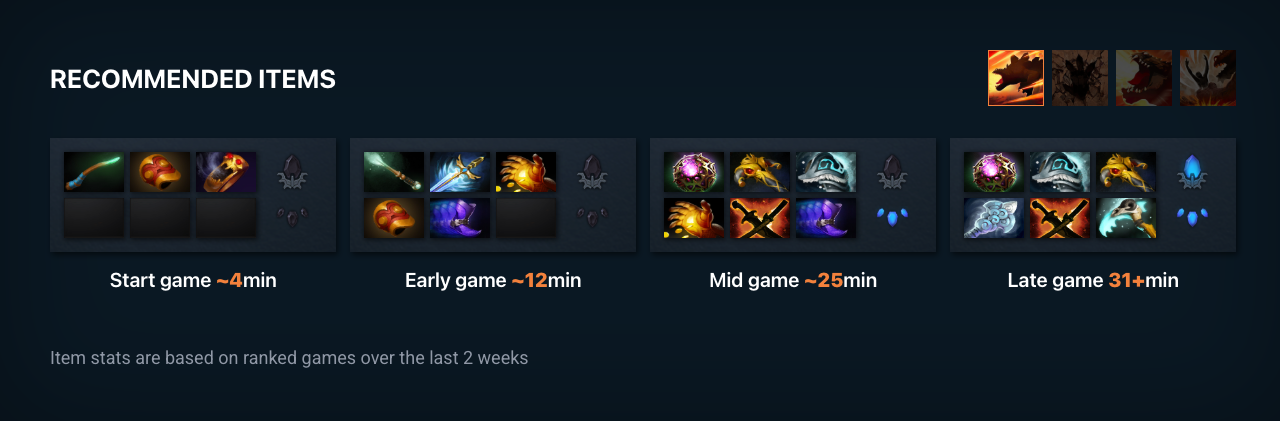 RECOMMENDED ITEMS
Start game ~4min
Early game ~12min
Mid game ~25min
Late game 31+min
Item stats are based on ranked games over the last 2 weeks